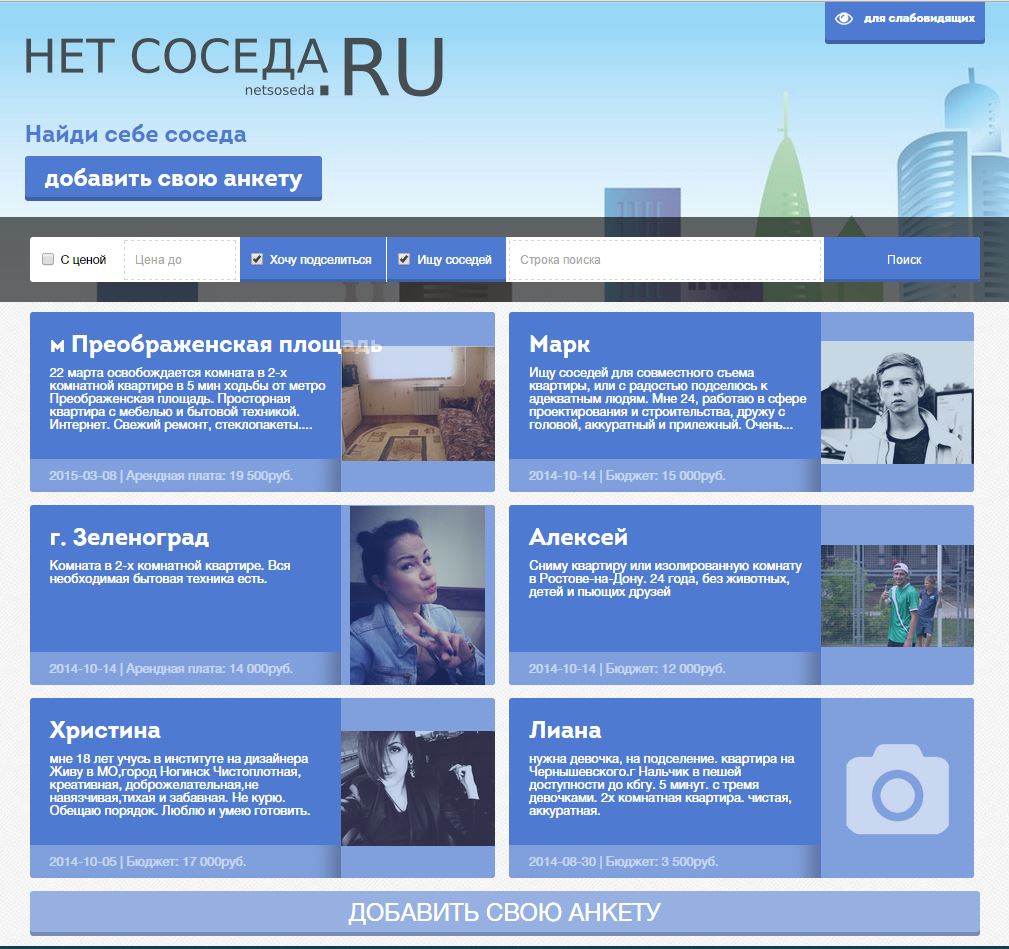 для слабовидящих
НЕТ СОСЕДА.RU
netsoseda
Найди себе соседа
добавить свою анкету
С ценой
Цена до
Хочу подселиться
Ищу соседей
Строка поиска
Поиск
м Преображенская площадь
22 марта освобождается комната в 2-х
комнатной квартире в 5 мин ходьбы от метро
Преображенская площадь. Просторная
квартира с мебелью и бытовой техникой.
Интернет. Свежий ремонт, стеклопакеты....
2015-03-08 | Арендная плата: 19 500руб.
Марк
Ищу соседей для совместного съема
квартиры, или с радостью подселюсь к
адекватным людям. Мне 24, работаю в сфере
проектирования и строительства, дружу с
головой, аккуратный и прилежный. Очень...
2014-10-14 | Бюджет: 15 000руб.
г. Зеленоград
Комната в 2-х комнатной квартире. Вся
необходимая бытовая техника есть.
2014-10-14 | Арендная плата: 14 000руб.
Алексей
Сниму квартиру или изолированную комнату
в Ростове-на-Дону. 24 года, без животных,
детей и пьющих друзей
2014-10-14 | Бюджет: 12 000руб.
Христина
мне 18 лет учусь в институте на дизайнера
Живу в МО,город Ногинск Чистоплотная,
креативная, доброжелательная,не
навязчивая,тихая и забавная. Не курю.
Обещаю порядок. Люблю и умею готовить.
2014-10-05 | Бюджет: 17 000руб.
Лиана
нужна девочка, на подселение. квартира на
Чернышевского.г Нальчик в пешей
доступности до кбгу. 5 минут. с тремя
девочками. 2х комнатная квартира. чистая,
аккуратная.
2014-08-30 | Бюджет: 3 500руб.
ДОБАВИТЬ СВОЮ АНКЕТУ